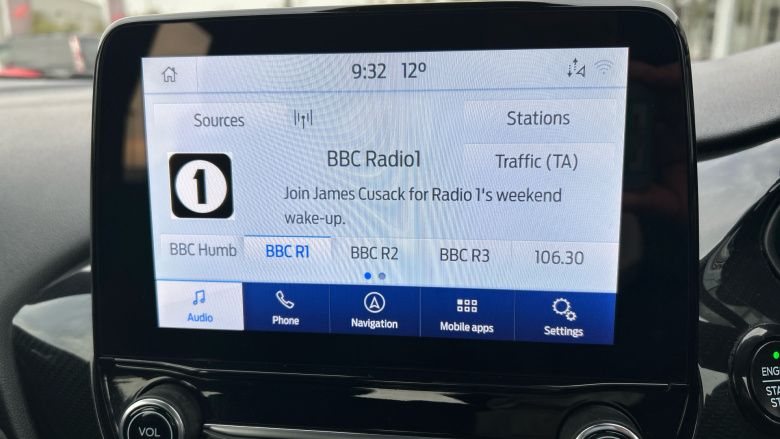 9:32 12°
Sources
Stations
BBC Radio1
Traffic (TA)
1
Join James Cusack for Radio 1's weekend
wake-up.
BBC Humb BBC R1 BBC R2 BBC R3 106.30
Audio Phone Navigation Mobile apps Settings
VOL